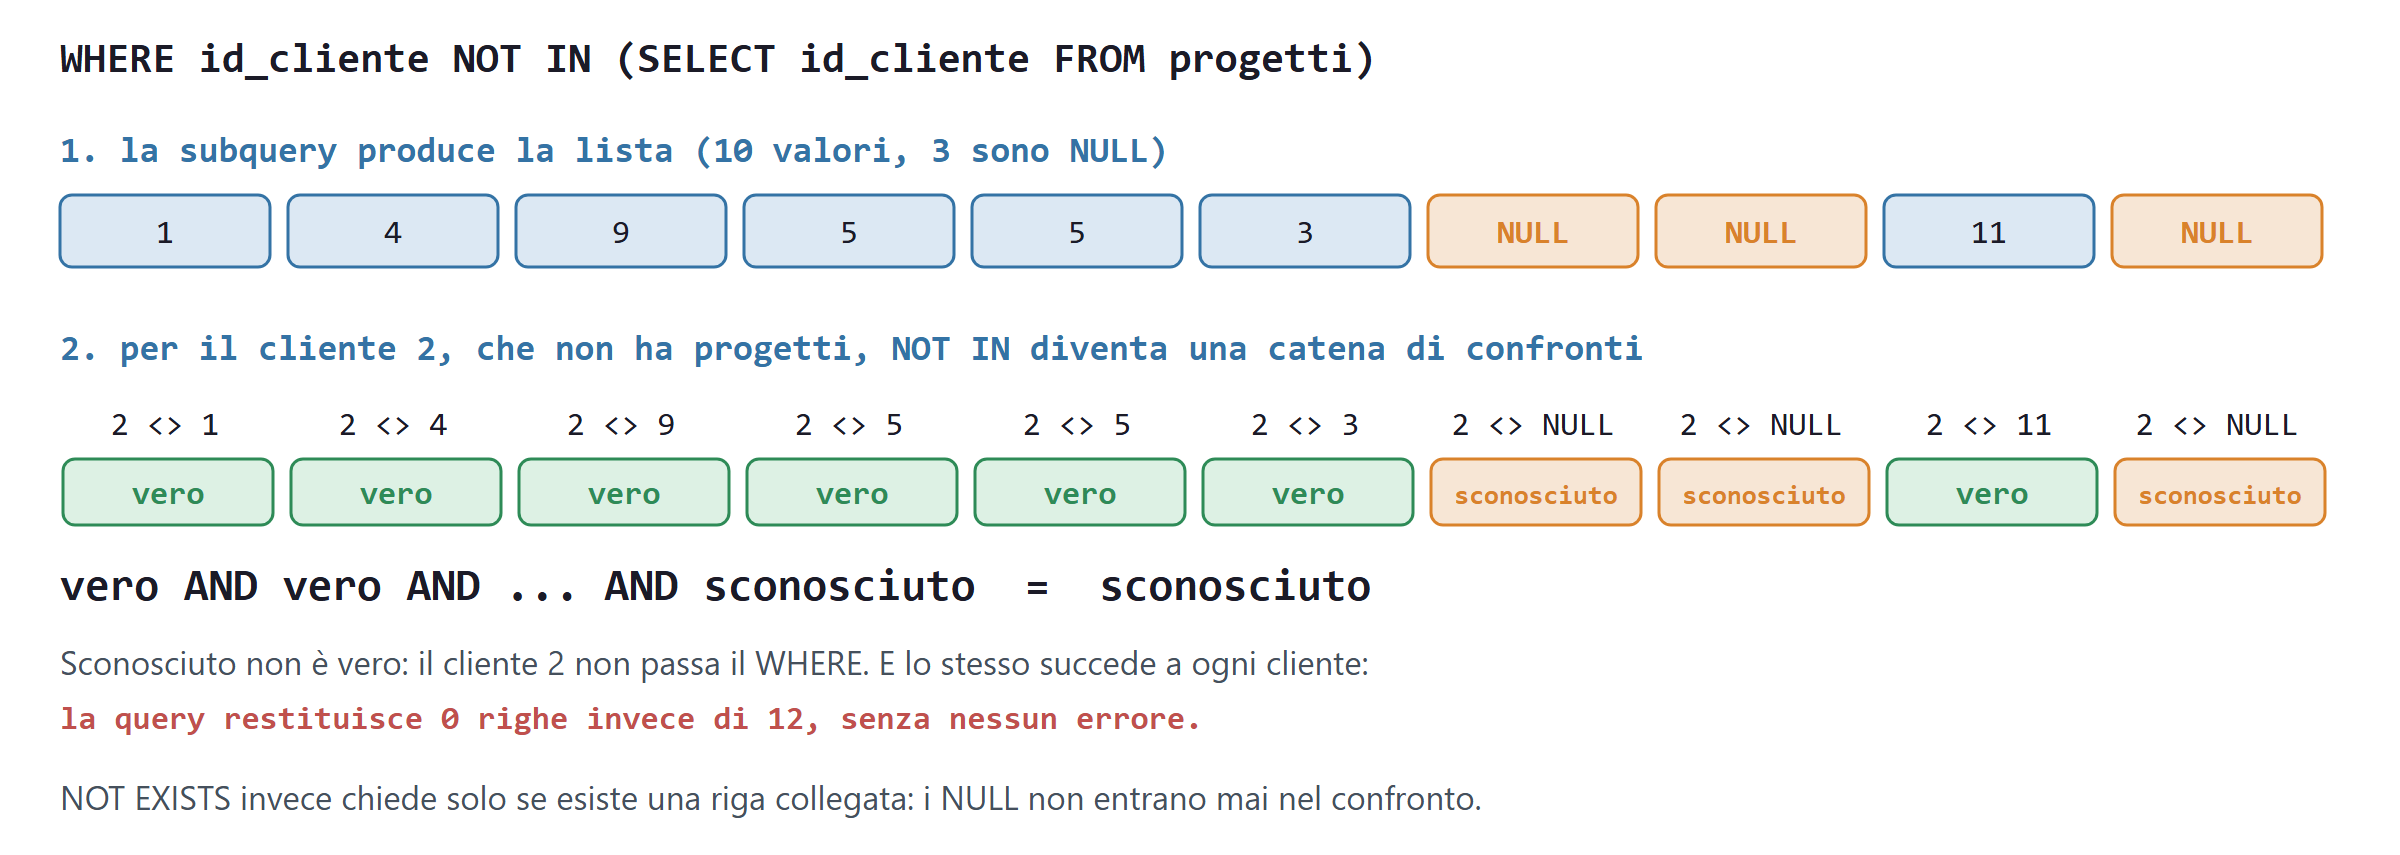 WHERE id_cliente NOT IN (SELECT id_cliente FROM progetti)
1. la subquery produce la lista (10 valori, 3 sono NULL)
1 4 9 5 5 3 NULL NULL 11 NULL
2. per il cliente 2, che non ha progetti, NOT IN diventa una catena di confronti
2 <> 1 2 <> 4 2 <> 9 2 <> 5 2 <> 5 2 <> 3 2 <> NULL 2 <> NULL 2 <> 11 2 <> NULL
vero vero vero vero vero vero sconosciuto sconosciuto vero sconosciuto
vero AND vero AND ... AND sconosciuto = sconosciuto
Sconosciuto non è vero: il cliente 2 non passa il WHERE. E lo stesso succede a ogni cliente:
la query restituisce 0 righe invece di 12, senza nessun errore.
NOT EXISTS invece chiede solo se esiste una riga collegata: i NULL non entrano mai nel confronto.